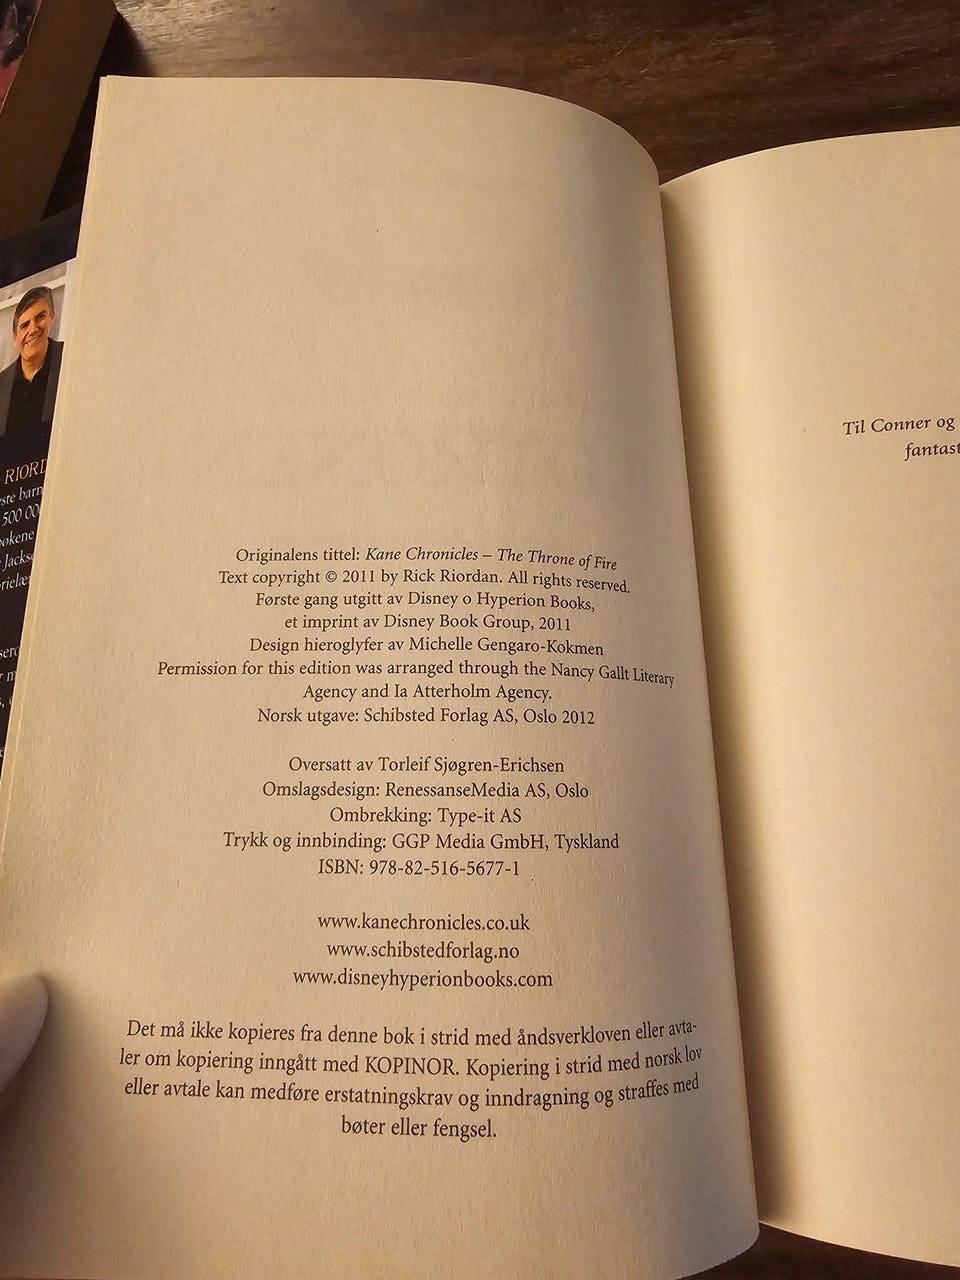 RIORD
este barn
500 00
økene
Jackso
Originalens tittel: Kane Chronicles – The Throne of Fire
Text copyright © 2011 by Rick Riordan. All rights reserved.
Første gang utgitt av Disney o Hyperion Books,
et imprint av Disney Book Group, 2011
Design hieroglyfer av Michelle Gengaro-Kokmen
Permission for this edition was arranged through the Nancy Gallt Literary
Agency and Ia Atterholm Agency.
Norsk utgave: Schibsted Forlag AS, Oslo 2012
Oversatt av Torleif Sjøgren-Erichsen
Omslagsdesign: RenessanseMedia AS, Oslo
Ombrekking: Type-it AS
Trykk og innbinding: GGP Media GmbH, Tyskland
ISBN: 978-82-516-5677-1
www.kanechronicles.co.uk
www.schibstedforlag.no
www.disneyhyperionbooks.com
Det må ikke kopieres fra denne bok i strid med åndsverkloven eller avta-
ler om kopiering inngått med KOPINOR. Kopiering i strid med norsk lov
eller avtale kan medføre erstatningskrav og inndragning og straffes med
bøter eller fengsel.
Til Conner og
fantast